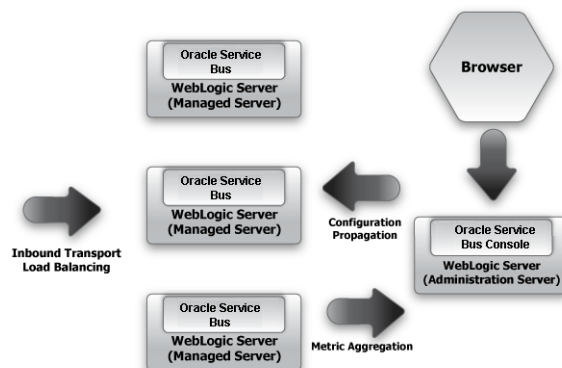 Oracle Service
Bus
WebLogic Server
(Managed Server)
Browser
Oracle Service
Bus
WebLogic Server
(Managed Server)
Inbound Transport
Load Balancing
Configuration
Propagation
Oracle Service
Bus Console
WebLogic Server
(Administration Server)
Oracle Service
Bus
WebLogic Server
(Managed Server)
Metric Aggregation